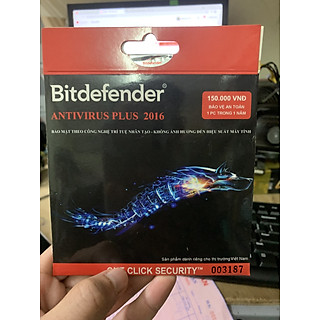 Bitdefender®
ANTIVIRUS PLUS 2016
150.000 VNĐ
BẢO VỆ AN TOÀN
1 PC TRONG 1 NĂM
BẢO MẬT THEO CÔNG NGHỆ TRÍ TUỆ NHÂN TẠO - KHÔNG ẢNH HƯỞNG ĐẾN HIỆU SUẤT MÁY TÍNH
Sản phẩm dành riêng cho thị trường Việt Nam
ONE CLICK SECURITY™
003187